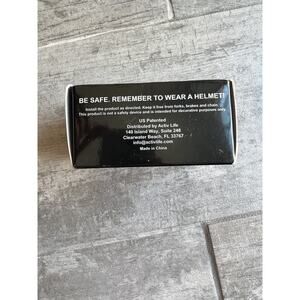 BE SAFE. REMEMBER TO WEAR A HELMET!
Install the product as directed. Keep it free from forks, brakes and chain.
This product is not a safety device and is intended for decorative purposes only.
US Patented
Distributed by Activ Life
140 Island Way, Suite 248
Clearwater Beach, FL 33767
info@activlife.com
Made in China